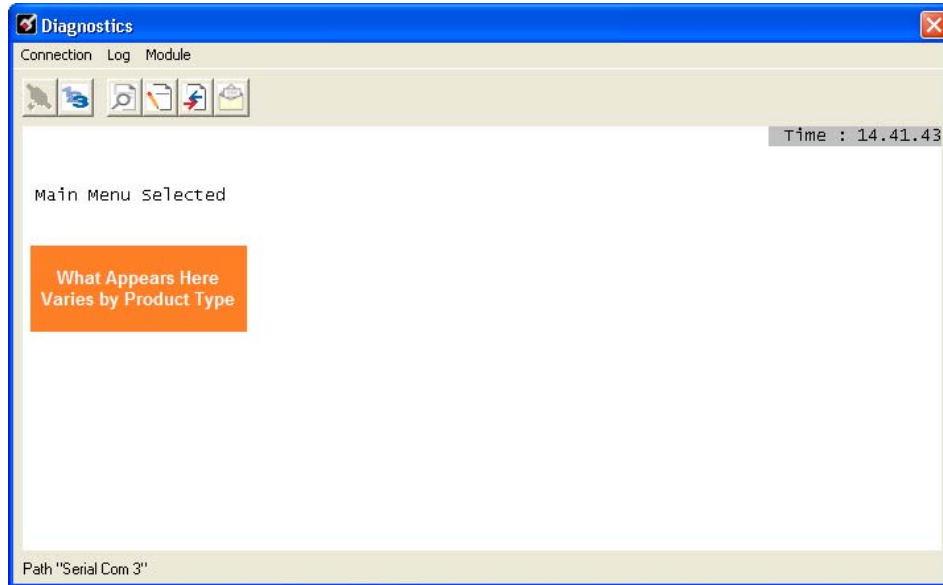 Diagnostics
Connection Log Module
Time : 14.41.43
Main Menu Selected
What Appears Here
Varies by Product Type
Path "Serial Com 3"